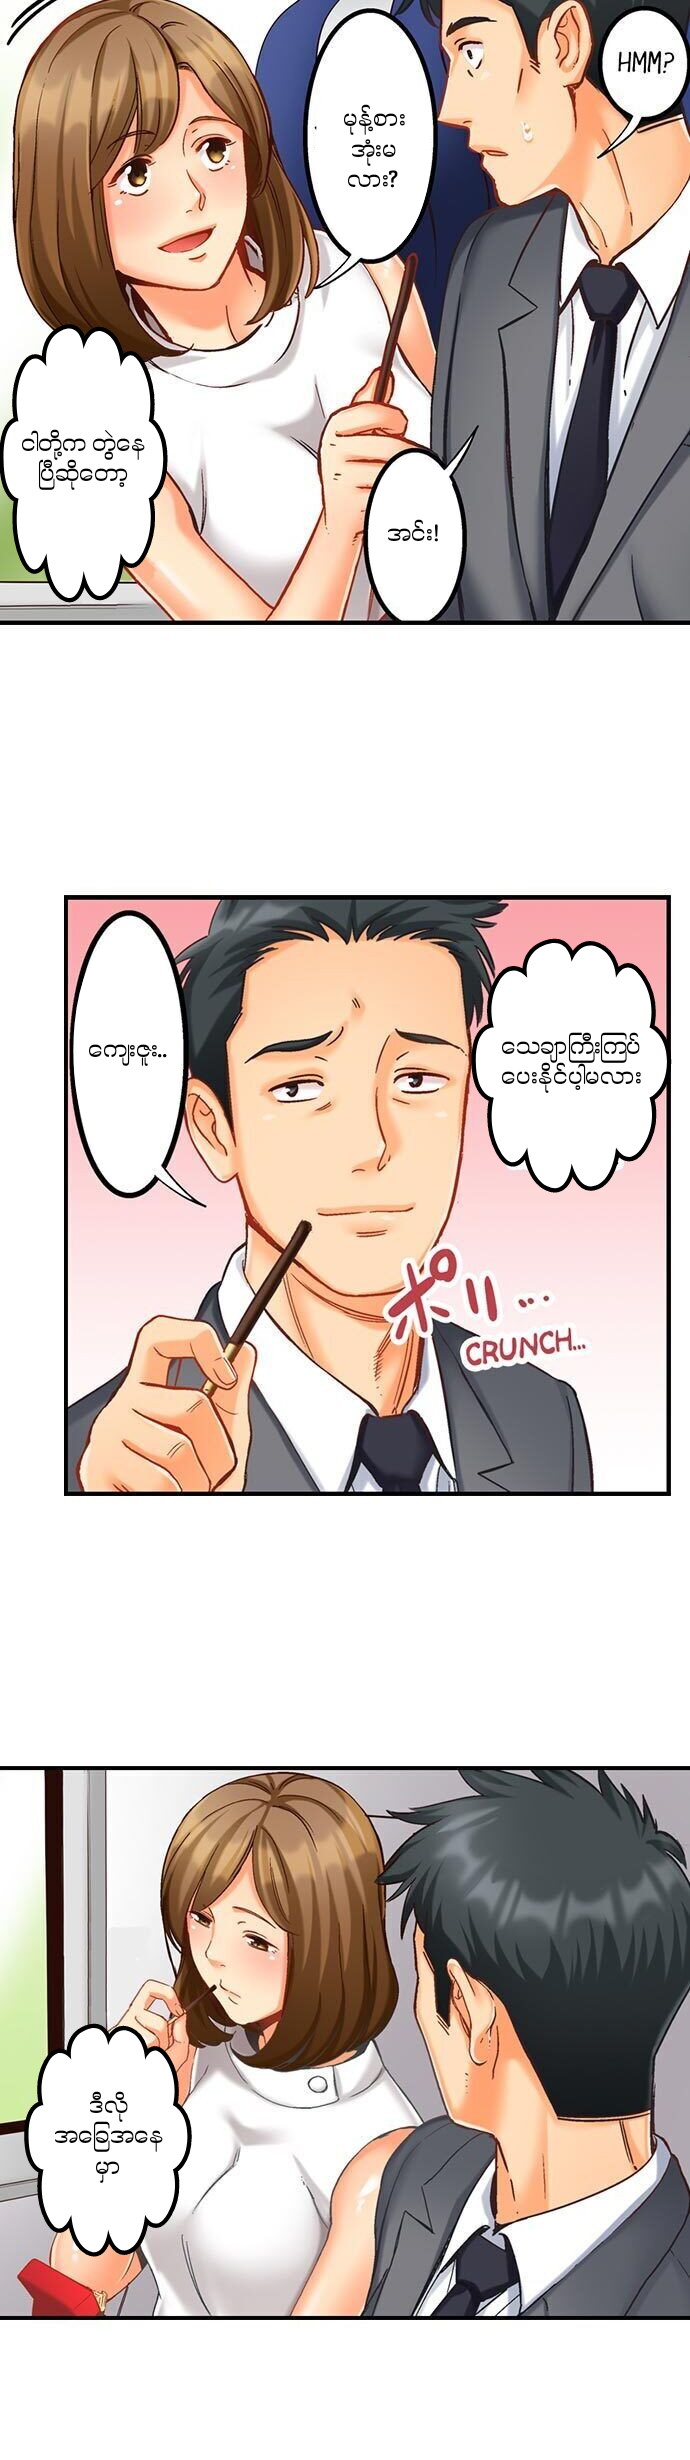 HMM?
မုန့်စား
အုံးမ
လား?
ငါတို့က တွဲနေ
ပြီဆိုတော့
အင်း!
သေချာကြီးကြပ်
ပေးနိုင်ပါ့မလား
ကျေးဇူး..
ポリ...
CRUNCH...
ဒီလို
အခြေအနေ
မှာ